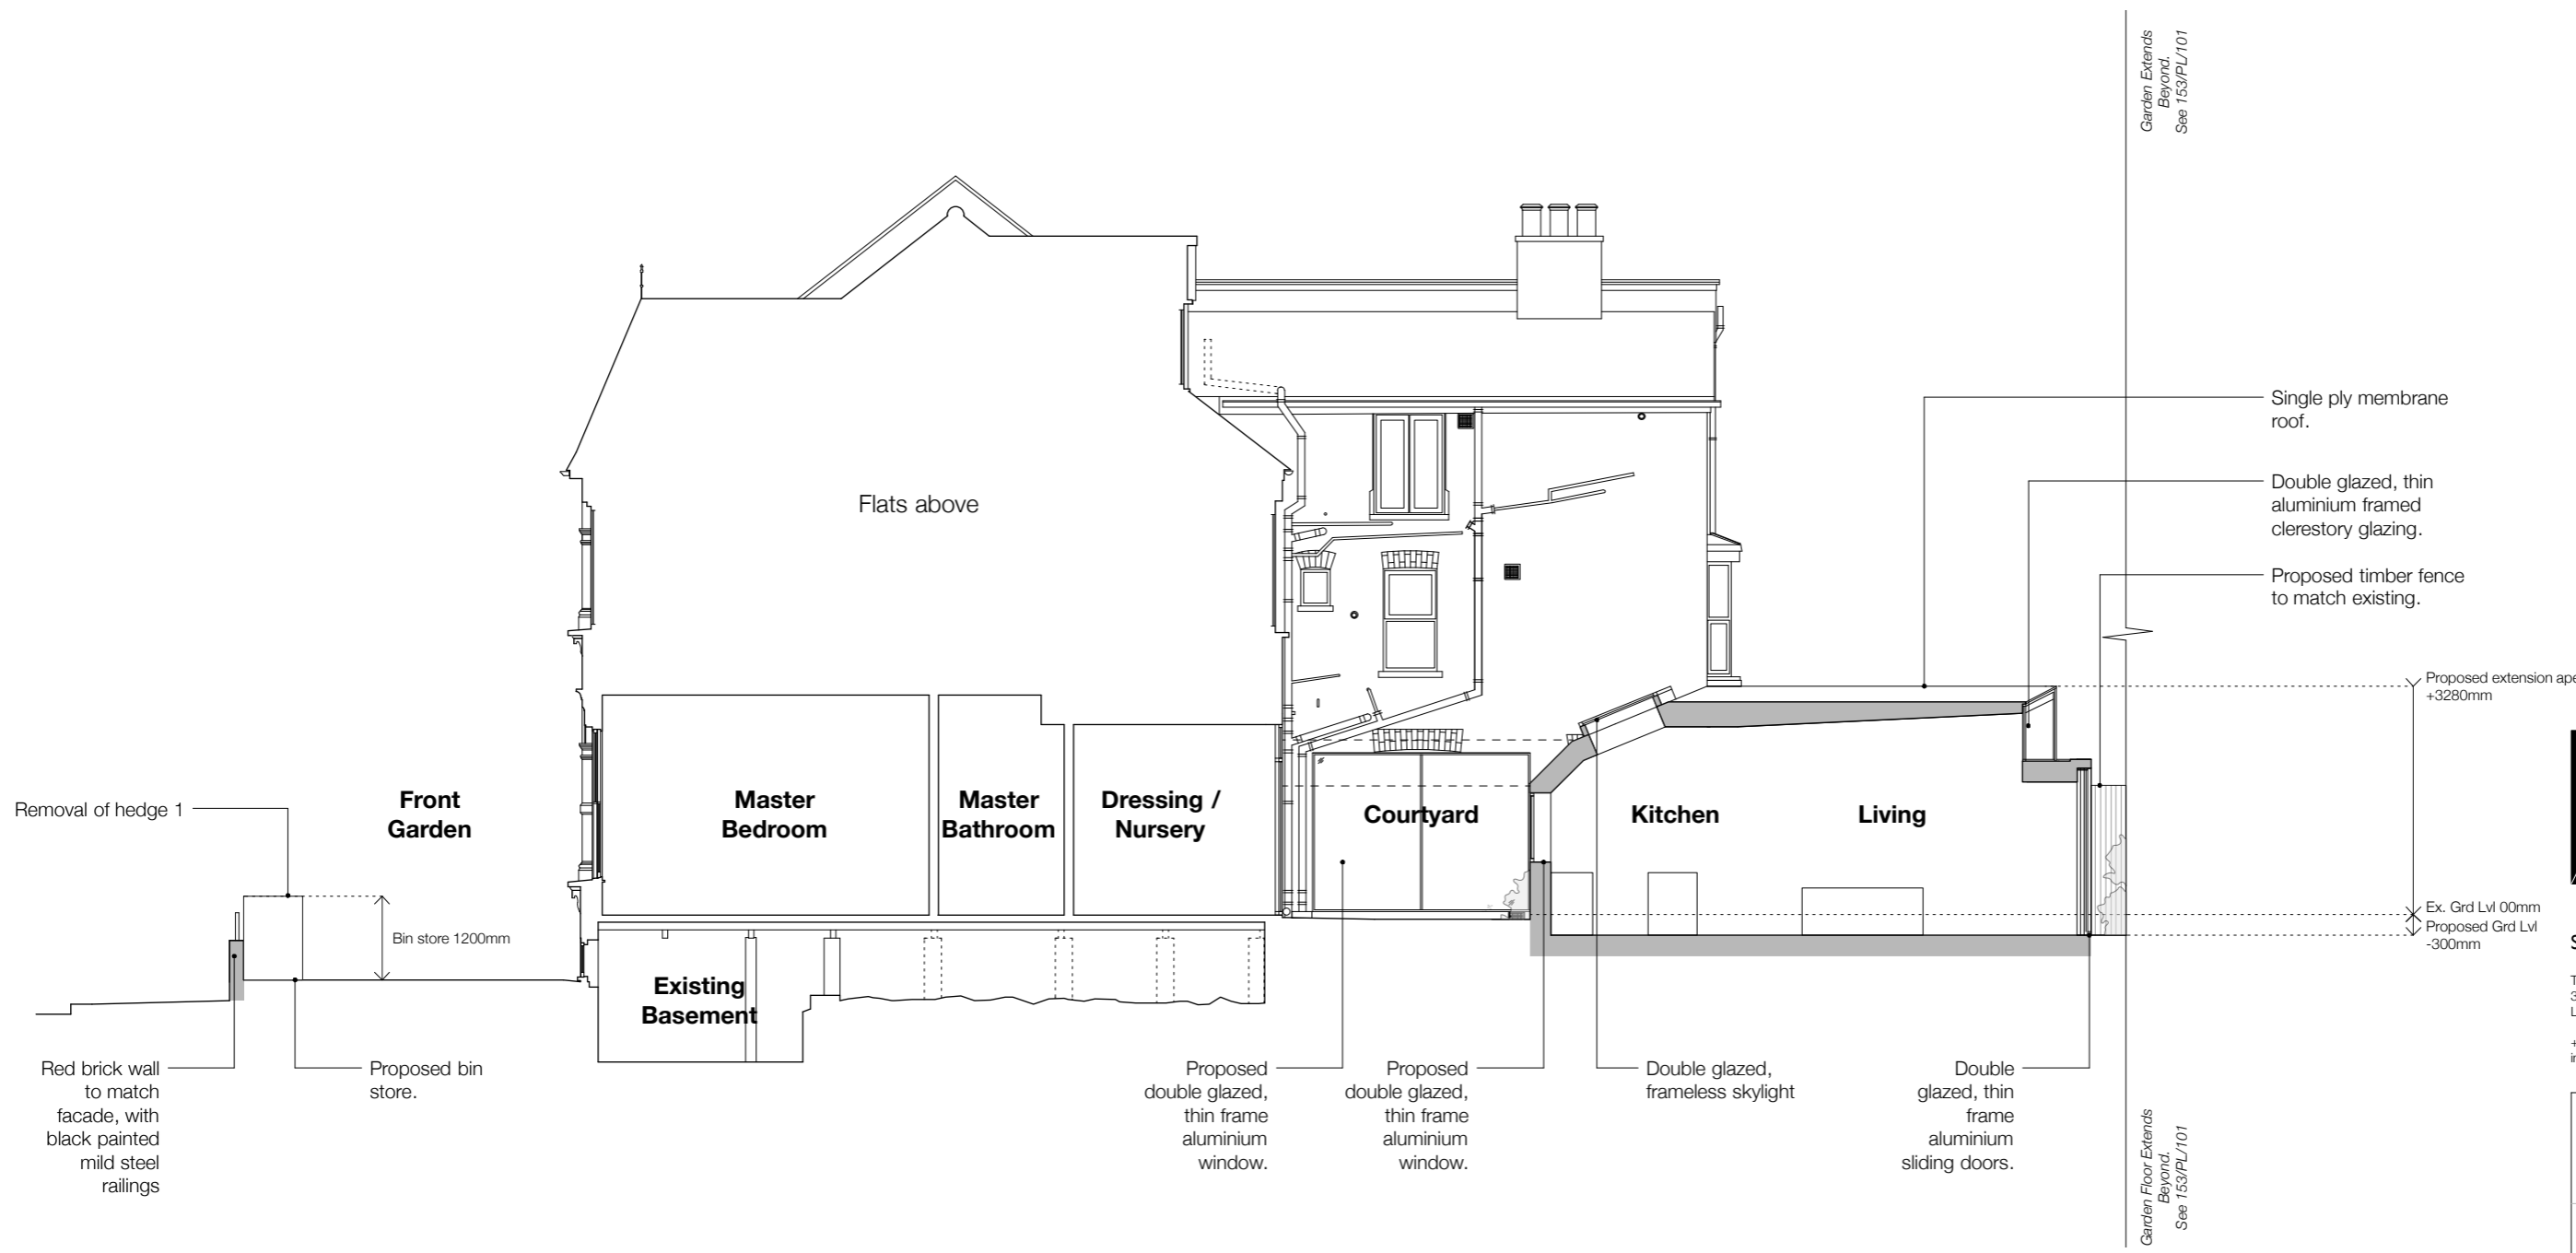 Garden Extends
Beyond.
See 153/PL/101
Single ply membrane
roof.
Double glazed, thin
aluminium framed
clerestory glazing.
Proposed timber fence
to match existing.
Flats above
Proposed extension ape
+3280mm
Removal of hedge 1
Front
Garden
Master
Bedroom
Master
Bathroom
Dressing /
Nursery
Courtyard
Kitchen
Living
Bin store 1200mm
Ex. Grd Lvl 00mm
Proposed Grd Lvl
-300mm
Existing
Basement
Red brick wall
to match
facade, with
black painted
mild steel
railings
Proposed bin
store.
Proposed
double glazed,
thin frame
aluminium
window.
Proposed
double glazed,
thin frame
aluminium
window.
Double glazed,
frameless skylight
Double
glazed, thin
frame
aluminium
sliding doors.
Garden Floor Extends
Beyond.
See 153/PL/101